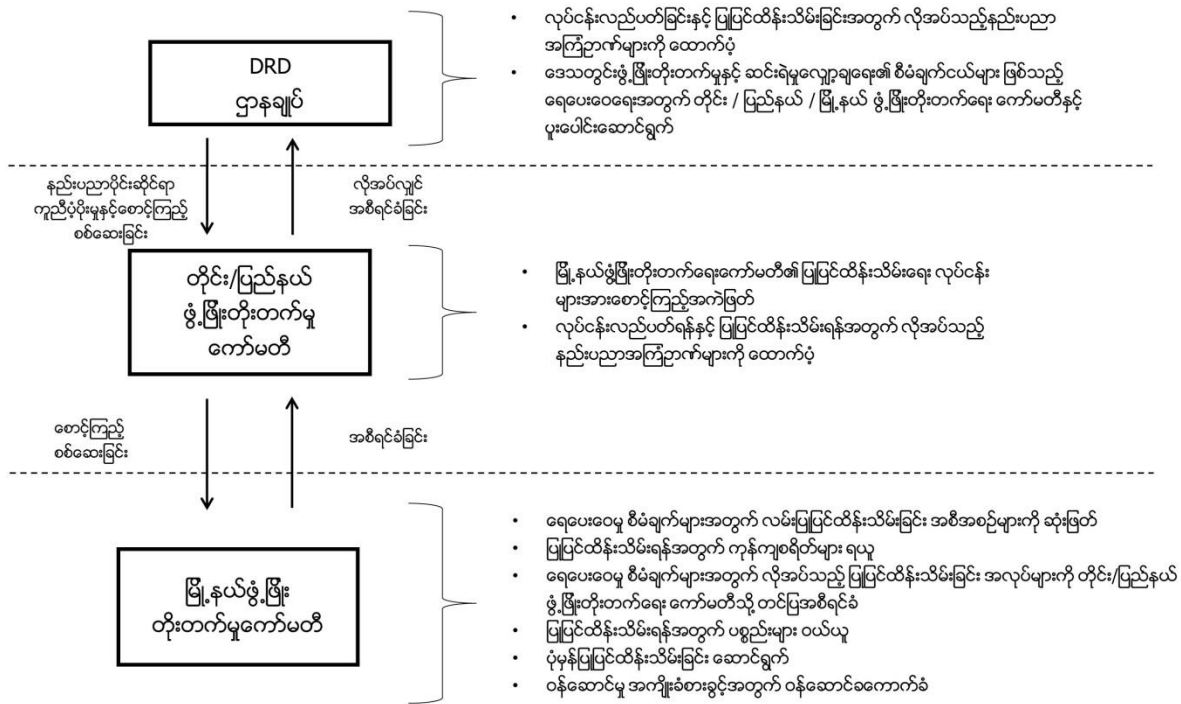 DRD
ဌာနချုပ်
• လုပ်ငန်းလည်ပတ်ခြင်းနှင့် ပြုပြင်ထိန်းသိမ်းခြင်းအတွက် လိုအပ်သည့်နည်းပညာ
အကြံဉာဏ်များကို ထောက်ပံ့
• ဒေသတွင်းဖွံ့ဖြိုးတိုးတက်မှုနှင့် ဆင်းရဲမှုလျှော့ချရေး၏ စီမံချက်ငယ်များ ဖြစ်သည့်
ရေပေးဝေရေးအတွက် တိုင်း / ပြည်နယ် / မြို့နယ် ဖွံ့ဖြိုးတိုးတက်ရေး ကော်မတီနှင့်
ပူးပေါင်းဆောင်ရွက်
နည်းပညာပိုင်းဆိုင်ရာ
ကူညီပံ့ပိုးမှုနှင့်စောင့်ကြည့်
စစ်ဆေးခြင်း
လိုအပ်လျှင်
အစီရင်ခံခြင်း
တိုင်း/ပြည်နယ်
ဖွံ့ဖြိုးတိုးတက်မှု
ကော်မတီ
• မြို့နယ်ဖွံ့ဖြိုးတိုးတက်ရေးကော်မတီ၏ ပြုပြင်ထိန်းသိမ်းရေး လုပ်ငန်း
များအားစောင့်ကြည့်အကဲဖြတ်
• လုပ်ငန်းလည်ပတ်ရန်နှင့် ပြုပြင်ထိန်းသိမ်းရန်အတွက် လိုအပ်သည့်
နည်းပညာအကြံဉာဏ်များကို ထောက်ပံ့
စောင့်ကြည့်
စစ်ဆေးခြင်း
အစီရင်ခံခြင်း
မြို့နယ်ဖွံ့ဖြိုး
တိုးတက်မှုကော်မတီ
• ရေပေးဝေမှု စီမံချက်များအတွက် လမ်းပြုပြင်ထိန်းသိမ်းခြင်း အစီအစဉ်များကို ဆုံးဖြတ်
• ပြုပြင်ထိန်းသိမ်းရန်အတွက် ကုန်ကျစရိတ်များ ရယူ
• ရေပေးဝေမှု စီမံချက်များအတွက် လိုအပ်သည့် ပြုပြင်ထိန်းသိမ်းခြင်း အလုပ်များကို တိုင်း/ပြည်နယ်
ဖွံ့ဖြိုးတိုးတက်ရေး ကော်မတီသို့ တင်ပြအစီရင်ခံ
• ပြုပြင်ထိန်းသိမ်းရန်အတွက် ပစ္စည်းများ ဝယ်ယူ
• ပုံမှန်ပြုပြင်ထိန်းသိမ်းခြင်း ဆောင်ရွက်
• ဝန်ဆောင်မှု အကျိုးခံစားခွင့်အတွက် ဝန်ဆောင်ခကောက်ခံ